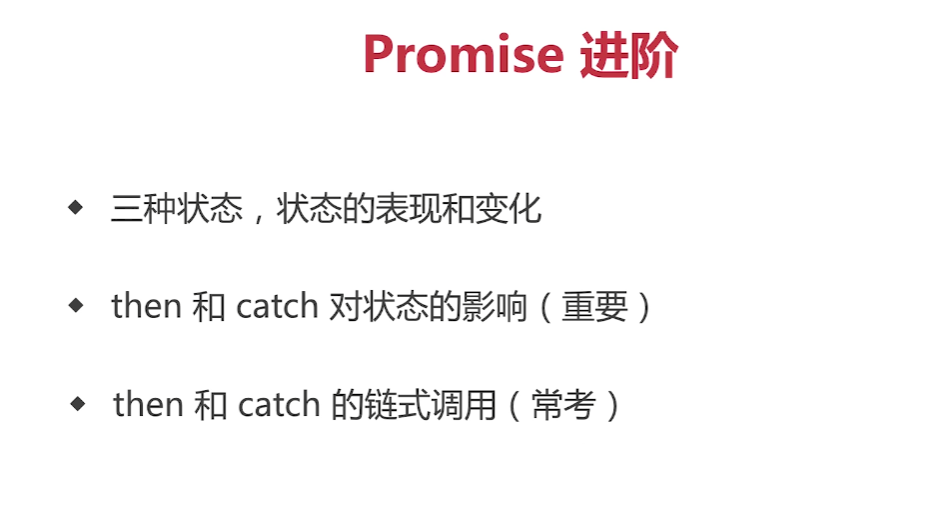 Promise 进阶
三种状态，状态的表现和变化
then 和 catch 对状态的影响（重要）
then 和 catch 的链式调用（常考）